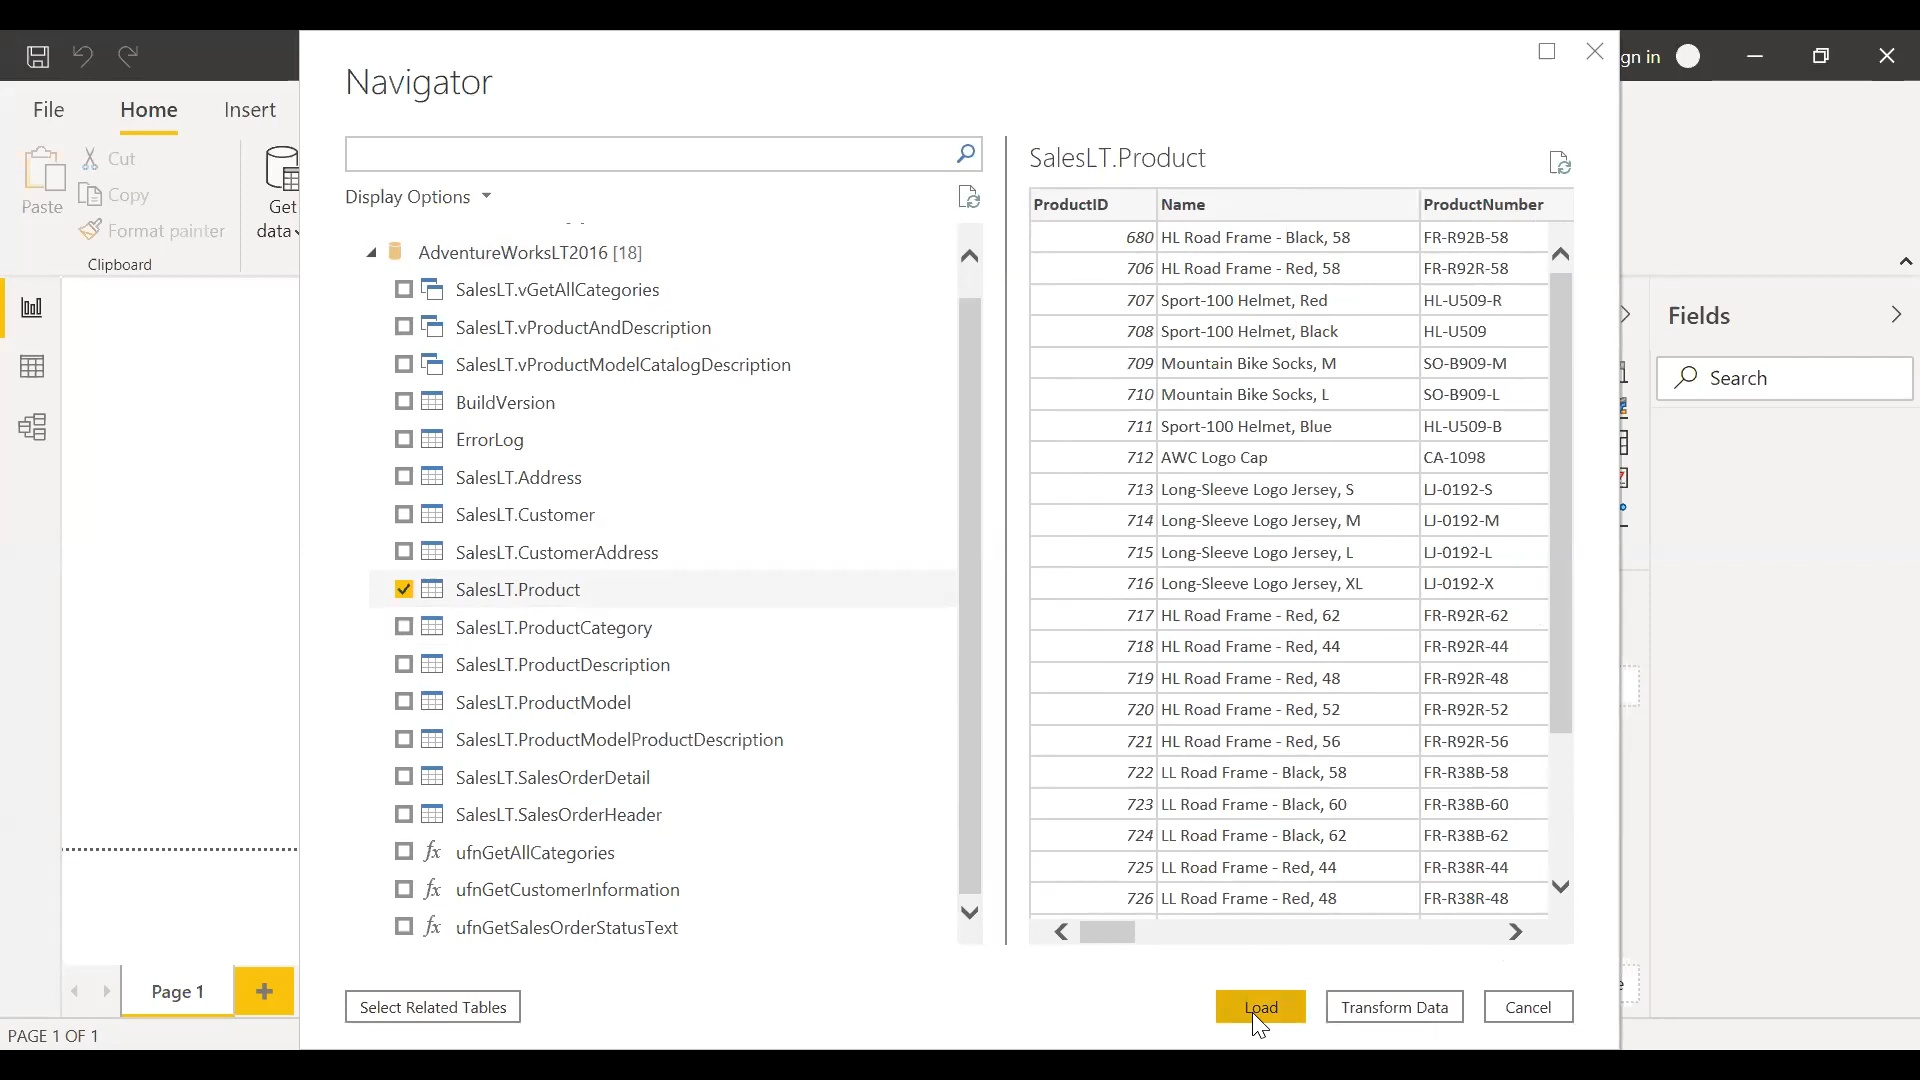 gn in
File Home Insert
Paste
Cut
Copy
Format painter
Clipboard
Get
data
Navigator
Display Options
AdventureWorksLT2016 [18]
SalesLT.vGetAllCategories
SalesLT.vProductAndDescription
SalesLT.vProductModelCatalogDescription
BuildVersion
ErrorLog
SalesLT.Address
SalesLT.Customer
SalesLT.CustomerAddress
SalesLT.Product
SalesLT.ProductCategory
SalesLT.ProductDescription
SalesLT.ProductModel
SalesLT.ProductModelProductDescription
SalesLT.SalesOrderDetail
SalesLT.SalesOrderHeader
fx ufnGetAllCategories
fx ufnGetCustomerInformation
fx ufnGetSalesOrderStatusText
SalesLT.Product
ProductID Name ProductNumber
680 HL Road Frame - Black, 58 FR-R92B-58
706 HL Road Frame - Red, 58 FR-R92R-58
707 Sport-100 Helmet, Red HL-U509-R
708 Sport-100 Helmet, Black HL-U509
709 Mountain Bike Socks, M SO-B909-M
710 Mountain Bike Socks, L SO-B909-L
711 Sport-100 Helmet, Blue HL-U509-B
712 AWC Logo Cap CA-1098
713 Long-Sleeve Logo Jersey, S LJ-0192-S
714 Long-Sleeve Logo Jersey, M LJ-0192-M
715 Long-Sleeve Logo Jersey, L LJ-0192-L
716 Long-Sleeve Logo Jersey, XL LJ-0192-X
717 HL Road Frame - Red, 62 FR-R92R-62
718 HL Road Frame - Red, 44 FR-R92R-44
719 HL Road Frame - Red, 48 FR-R92R-48
720 HL Road Frame - Red, 52 FR-R92R-52
721 HL Road Frame - Red, 56 FR-R92R-56
722 LL Road Frame - Black, 58 FR-R38B-58
723 LL Road Frame - Black, 60 FR-R38B-60
724 LL Road Frame - Black, 62 FR-R38B-62
725 LL Road Frame - Red, 44 FR-R38R-44
726 LL Road Frame - Red, 48 FR-R38R-48
Select Related Tables Load Transform Data Cancel
Fields
Search
Page 1
PAGE 1 OF 1